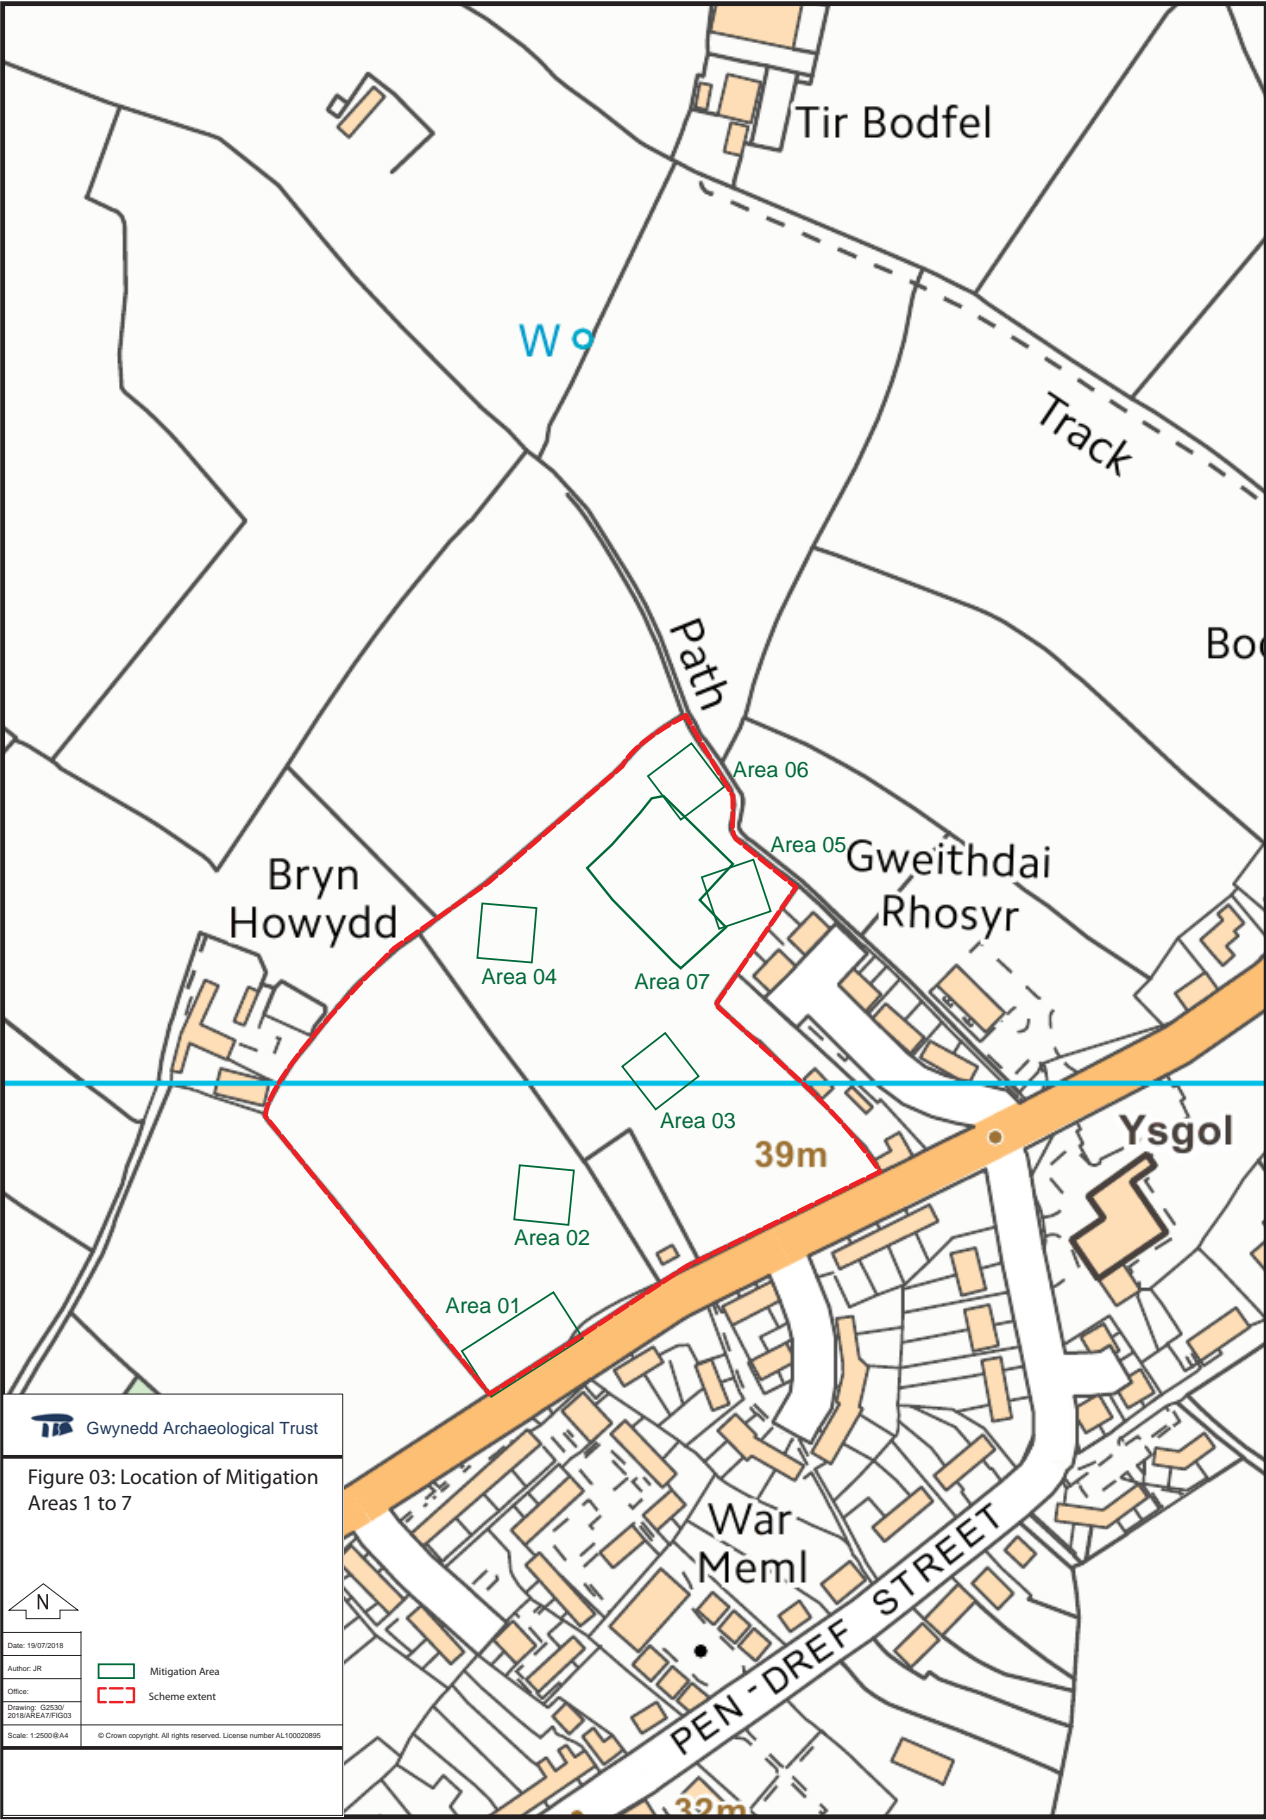 Tir Bodfel
W
Track
Path
Area 06
Area 05
Gweithdai
Rhosyr
Bryn
Howydd
Area 04
Area 07
Area 03
39m
Ysgol
Area 02
Area 01
War
Meml
PEN-DREF STREET
32m
Gwynedd Archaeological Trust
Figure 03: Location of Mitigation
Areas 1 to 7
N
Date: 19/07/2018
Author: JR
Office:
Drawing: G2530/
2018/AREA7/FIG03
Scale: 1:2500@A4
Mitigation Area
Scheme extent
© Crown copyright. All rights reserved. License number AL100020895